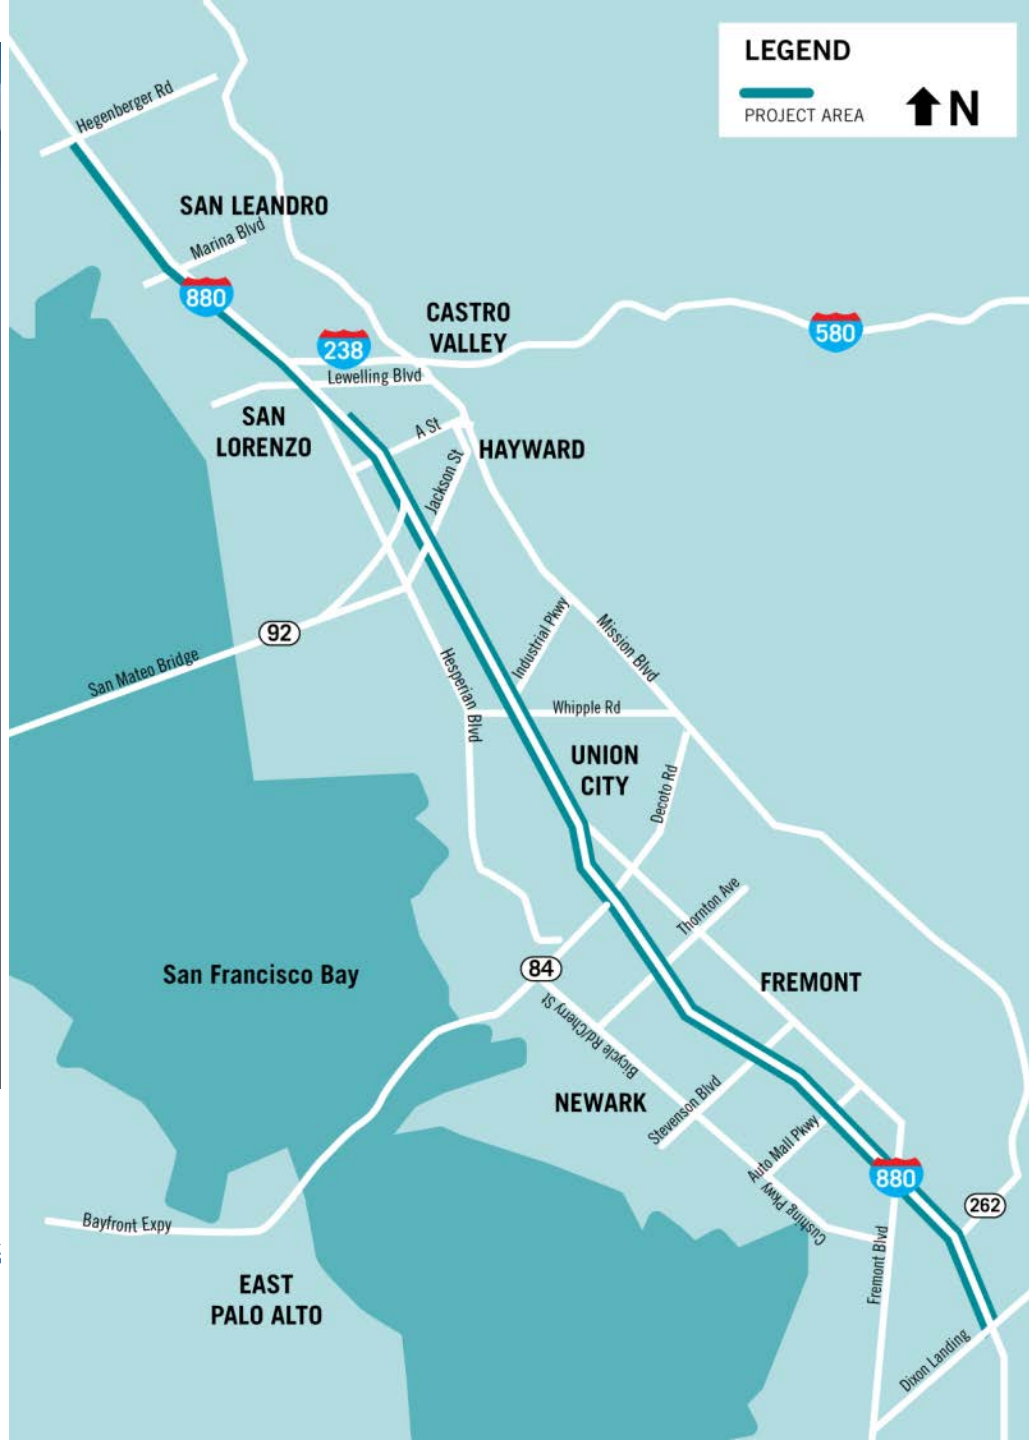 LEGEND
PROJECT AREA
N
Hegenberger Rd
SAN LEANDRO
Marina Blvd
880
CASTRO
VALLEY
580
238
Lewelling Blvd
SAN
LORENZO
A St
HAYWARD
Jackson St
92
San Mateo Bridge
Industrial Pkwy
Mission Blvd
Hesperian Blvd
Whipple Rd
UNION
CITY
Decoto Rd
Thornton Ave
San Francisco Bay
84
FREMONT
Bicycle Rd/Cherry St
NEWARK
Stevenson Blvd
Auto Mall Pkwy
880
262
Cushing Pkwy
Bayfront Expy
Fremont Blvd
EAST
PALO ALTO
Dixon Landing